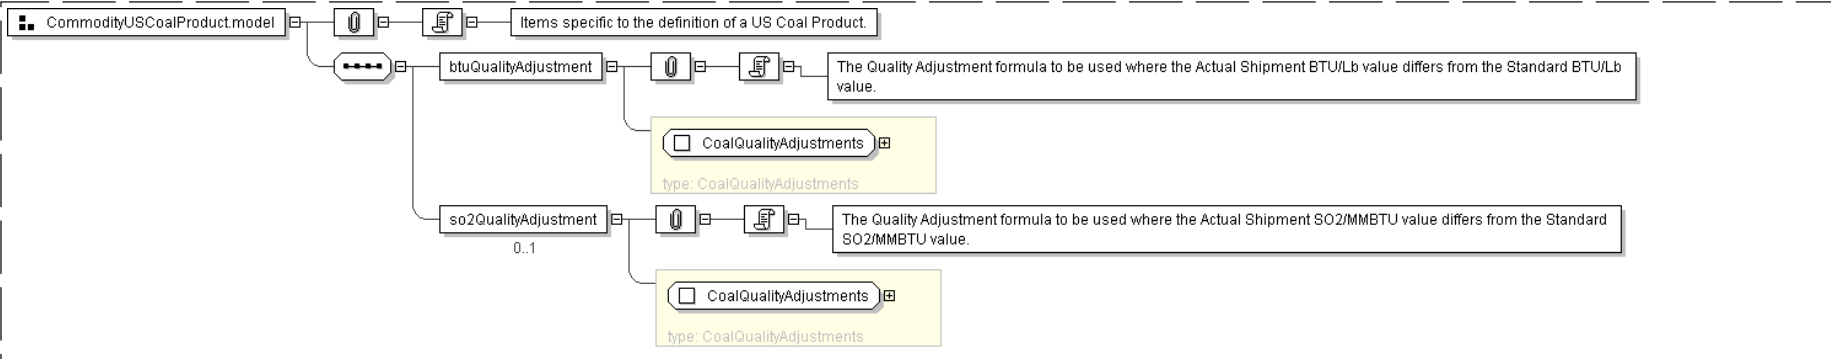 CommodityUSCoalProduct.model
Items specific to the definition of a US Coal Product.
btuQualityAdjustment
The Quality Adjustment formula to be used where the Actual Shipment BTU/Lb value differs from the Standard BTU/Lb
value.
CoalQualityAdjustments
type: CoalQualityAdjustments
so2QualityAdjustment
0..1
The Quality Adjustment formula to be used where the Actual Shipment SO2/MMBTU value differs from the Standard
SO2/MMBTU value.
CoalQualityAdjustments
type: CoalQualityAdjustments